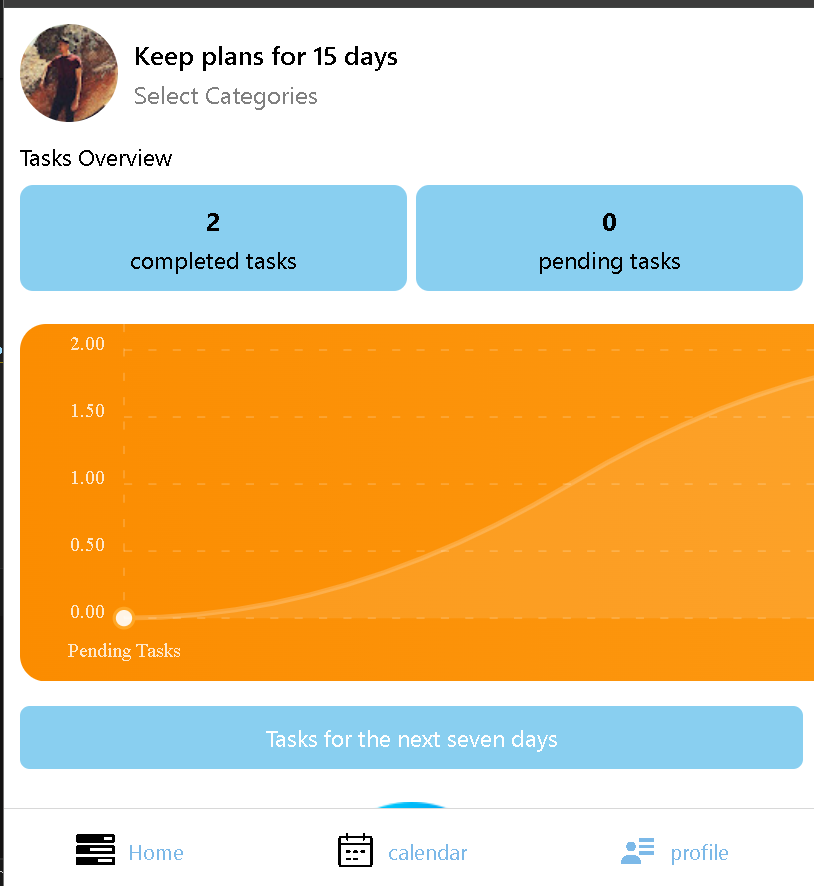 Keep plans for 15 days
Select Categories
Tasks Overview
2
completed tasks
0
pending tasks
2.00
1.50
1.00
0.50
0.00
Pending Tasks
Tasks for the next seven days
Home
calendar
profile